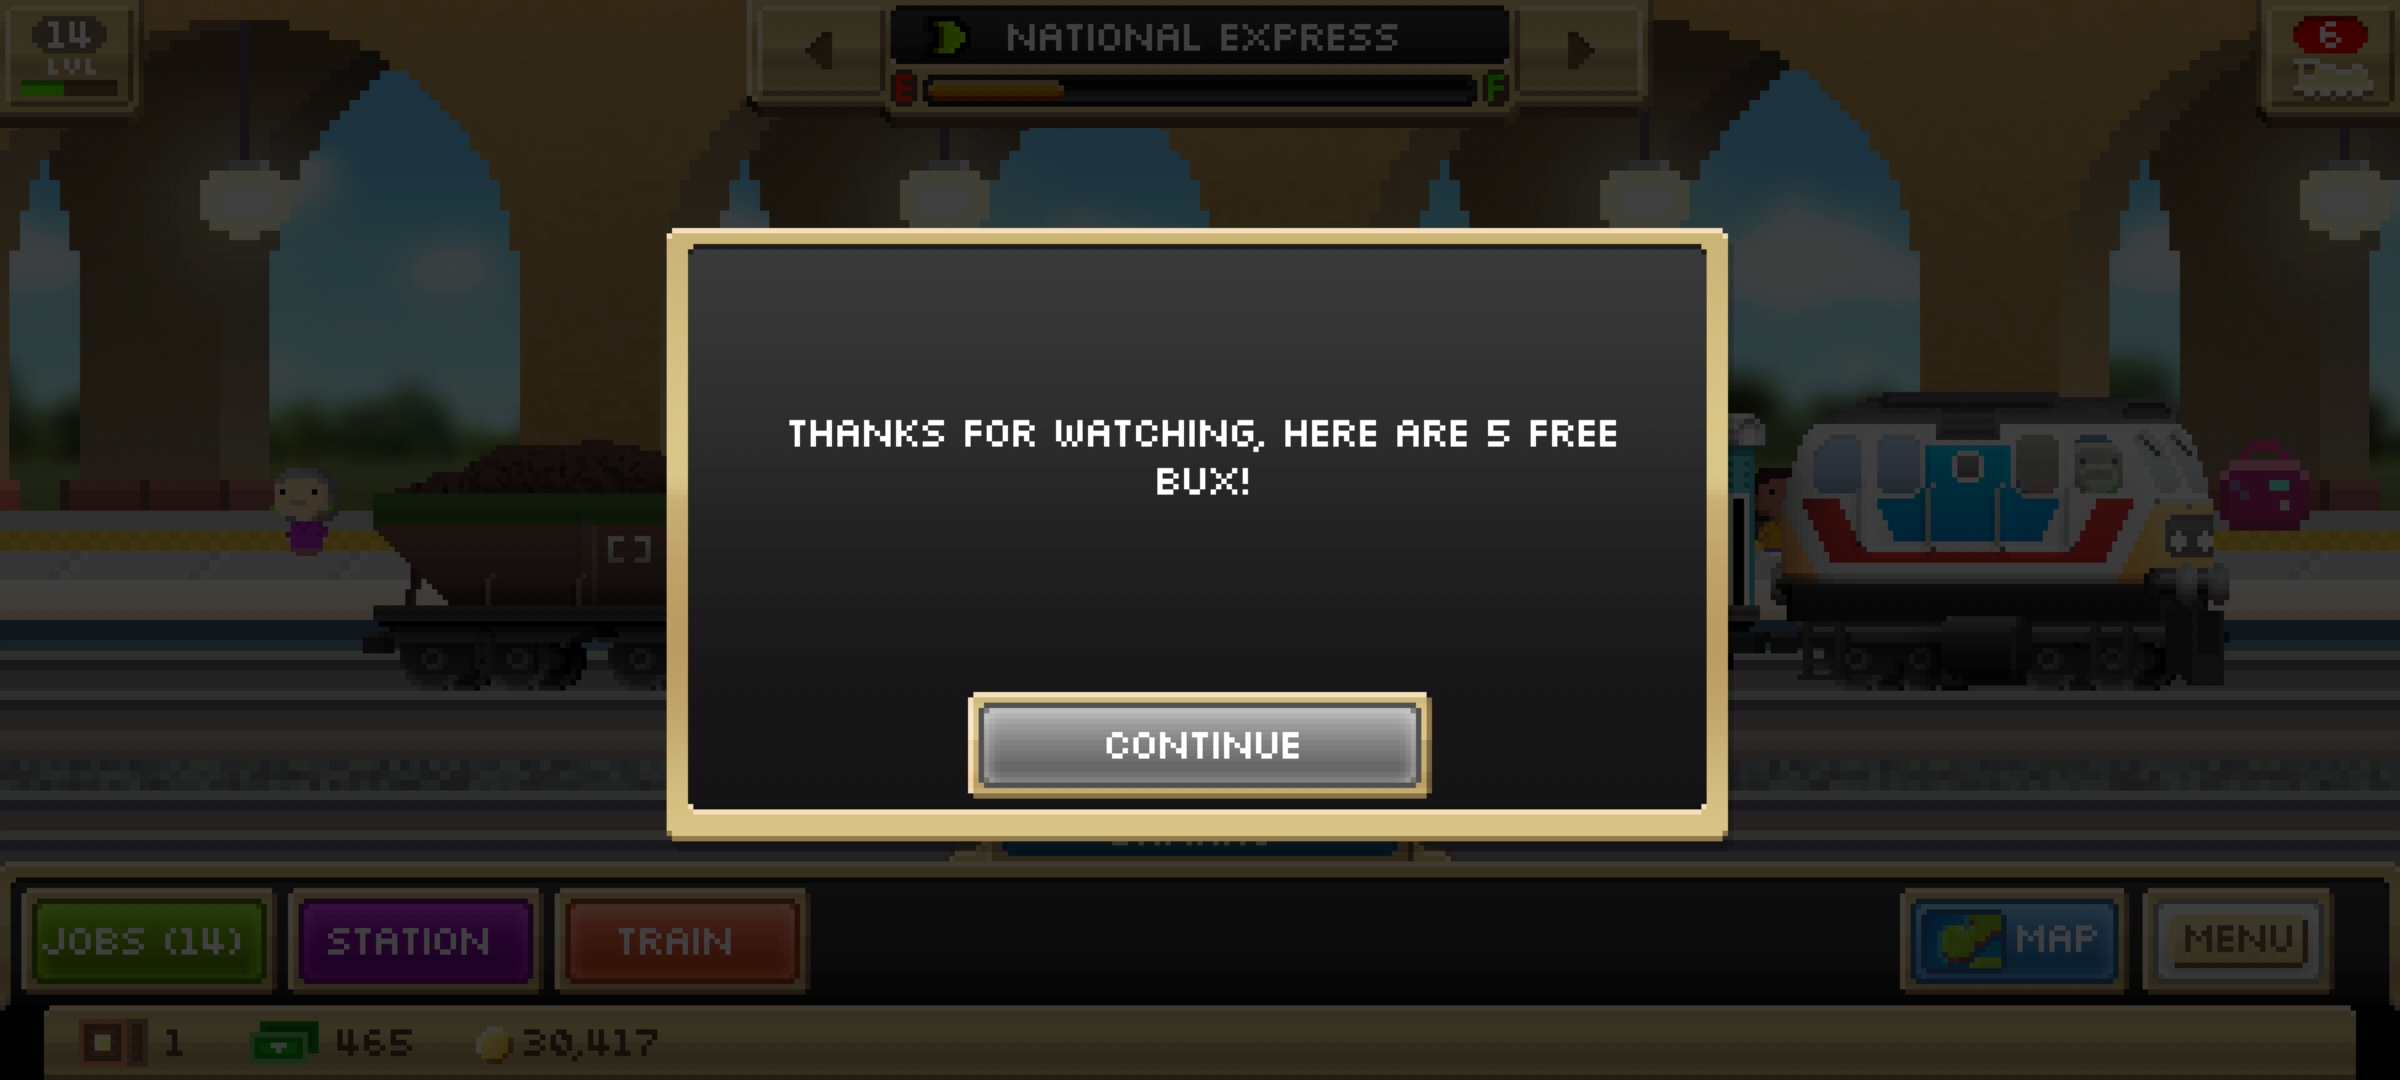 14
LVL
NATIONAL EXPRESS
E
F
6
THANKS FOR WATCHING, HERE ARE 5 FREE
BUX!
CONTINUE
JOBS (14)
STATION
TRAIN
MAP
MENU
1
465
30,417